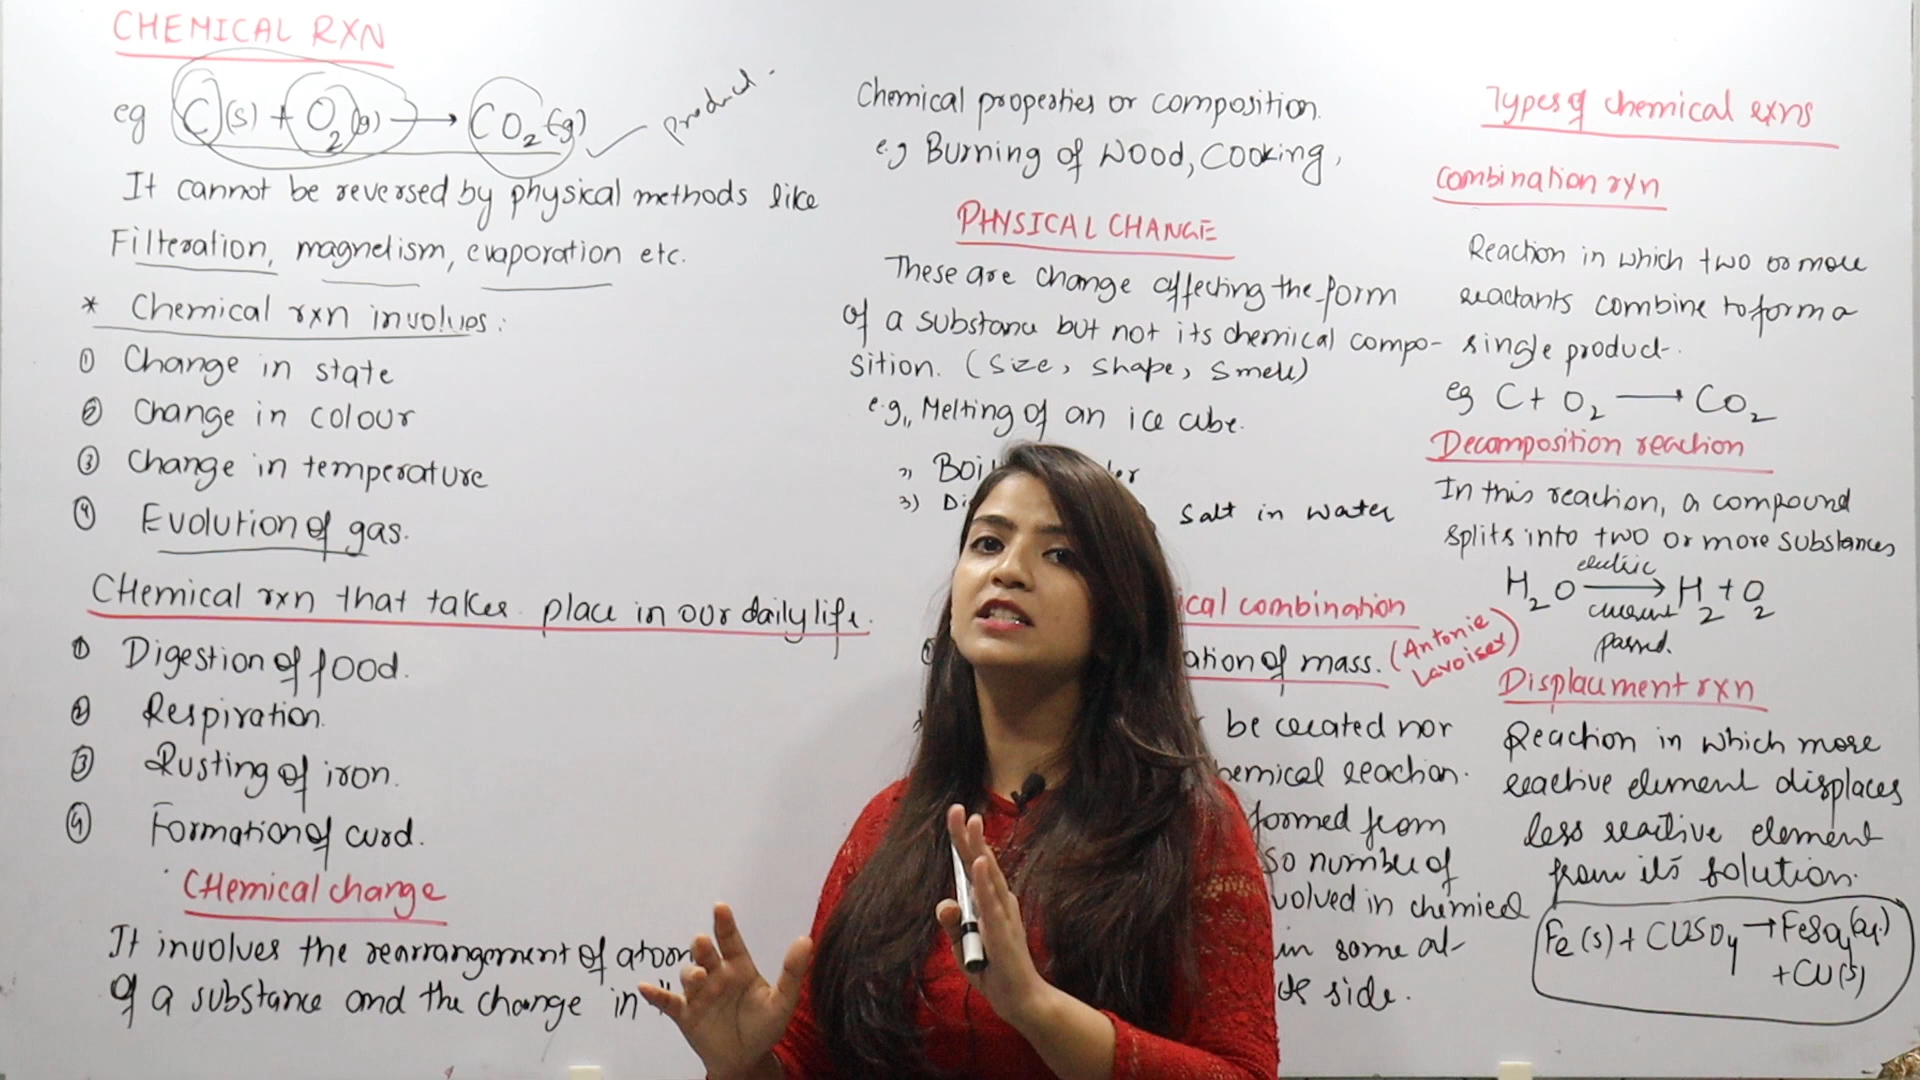 CHEMICAL RXN
eg C(s) + O2(g) → CO2(g) product.
It cannot be reversed by physical methods like
Filteration, magnetism, evaporation etc.
* Chemical rxn involves:
① Change in state
② Change in colour
③ Change in temperature
④ Evolution of gas.
CHemical rxn that takes place in our daily life.
① Digestion of food.
② Respiration.
③ Rusting of iron.
④ Formation of curd.
CHemical change
It involves the rearrangement of atom
of a substance and the change in
Chemical properties or composition.
e.g Burning of Wood, Cooking,
PHYSICAL CHANGE
These are change affecting the form
of a substance but not its chemical compo-
sition. (Size, Shape, Smell)
e.g., Melting of an ice cube.
Boi
3) Di salt in water
ical combination
ation of mass. (Antonie
Lavoiser)
be created nor
hemical reaction.
formed from
so number of
volved in chemical
in some al-
side.
Types of chemical rxns
Combination rxn
Reaction in which two or more
reactants combine to form a
single product.
eg C + O2 → CO2
Decomposition reaction
In this reaction, a compound
splits into two or more substances
electric
H2O → H2 + O2
current
passed.
Displacement rxn
Reaction in which more
reactive element displaces
less reactive element
from it's solution.
Fe(s) + CUSO4 → FeSO4(aq.)
+ CU(s)